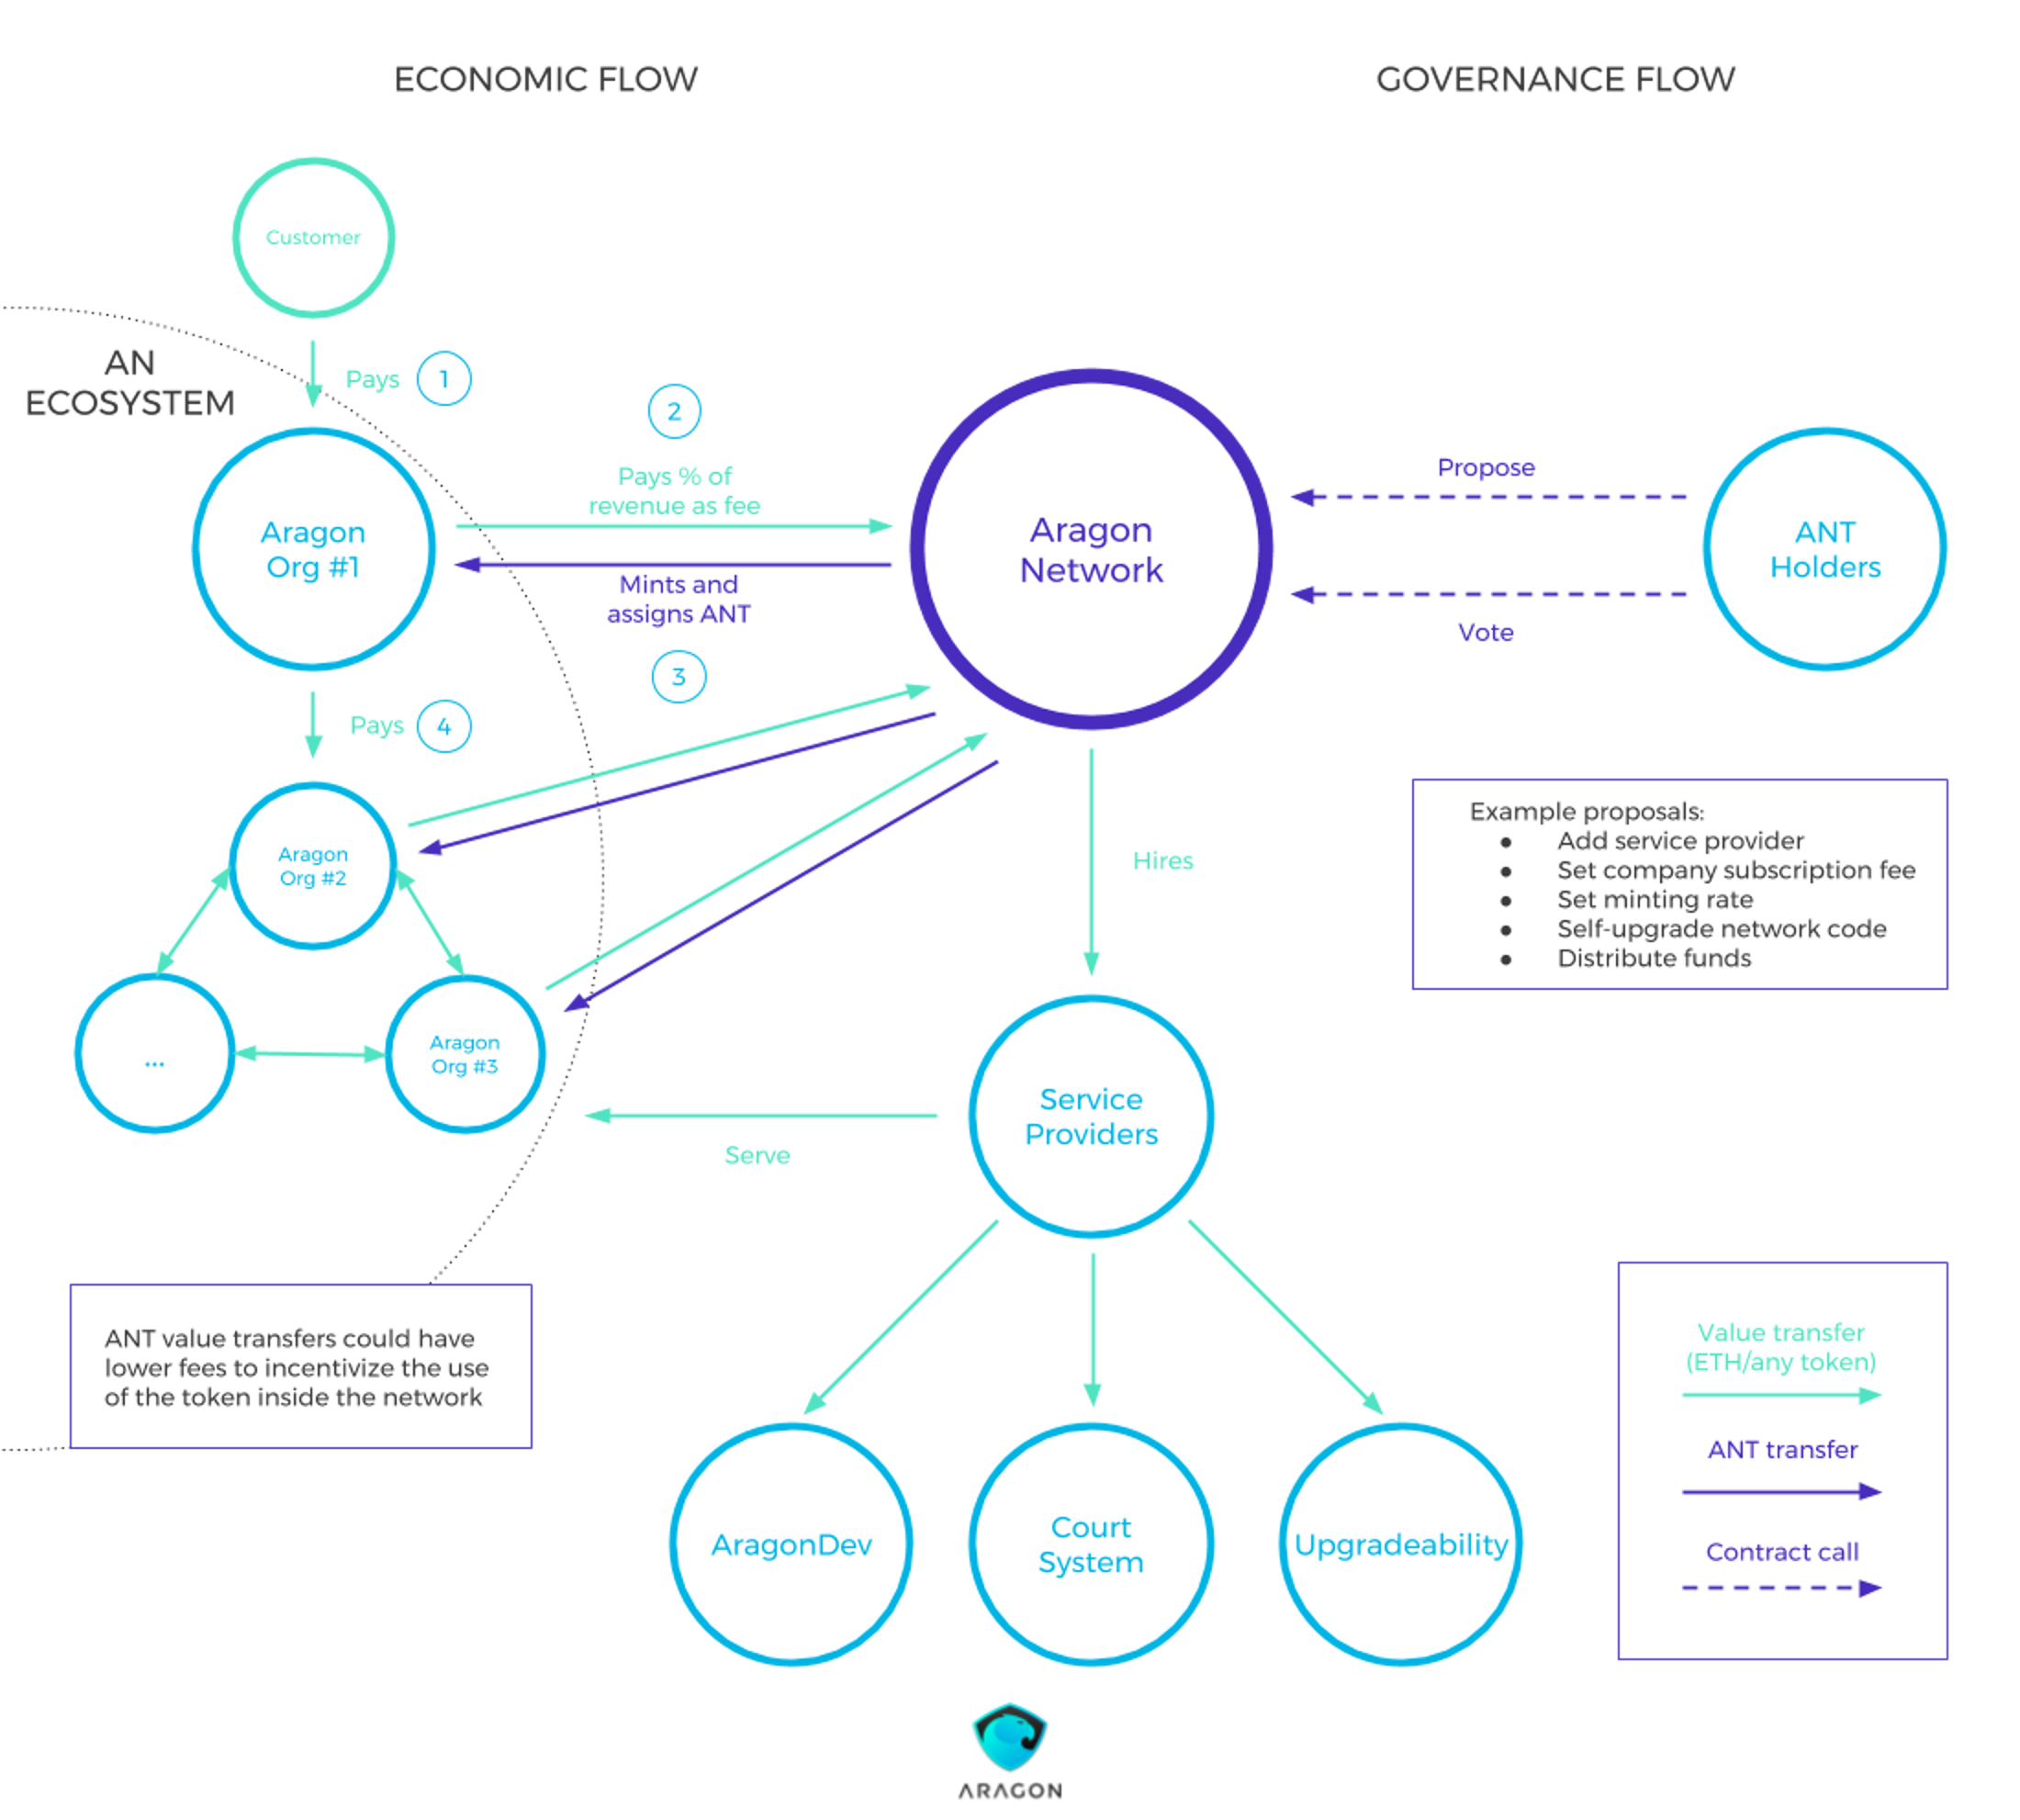 ECONOMIC FLOW
GOVERNANCE FLOW
Customer
AN
ECOSYSTEM
Pays
1
2
Pays % of
revenue as fee
Aragon
Org #1
Mints and
assigns ANT
3
Aragon
Network
Propose
Vote
ANT
Holders
Pays
4
Aragon
Org #2
...
Aragon
Org #3
Hires
Example proposals:
● Add service provider
● Set company subscription fee
● Set minting rate
● Self-upgrade network code
● Distribute funds
Service
Providers
Serve
ANT value transfers could have
lower fees to incentivize the use
of the token inside the network
AragonDev
Court
System
Upgradeability
Value transfer
(ETH/any token)
ANT transfer
Contract call
ARAGON